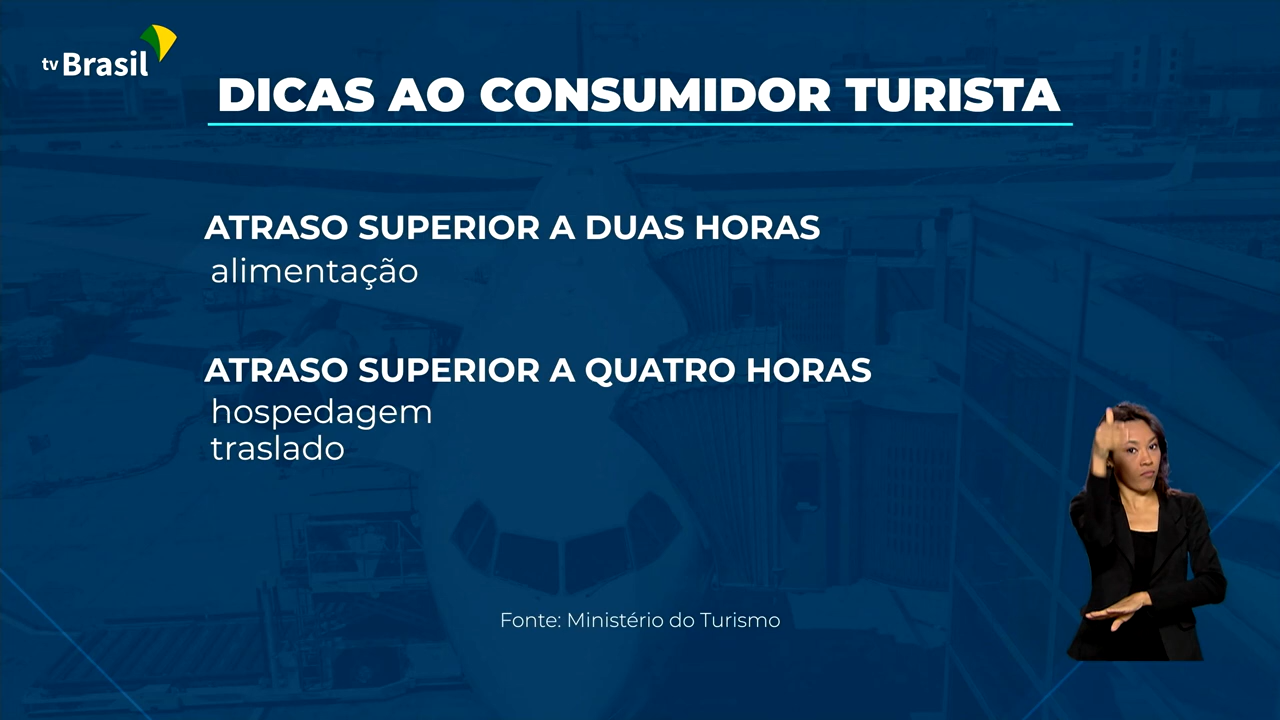 tv Brasil
DICAS AO CONSUMIDOR TURISTA
ATRASO SUPERIOR A DUAS HORAS
alimentação
ATRASO SUPERIOR A QUATRO HORAS
hospedagem
traslado
Fonte: Ministério do Turismo